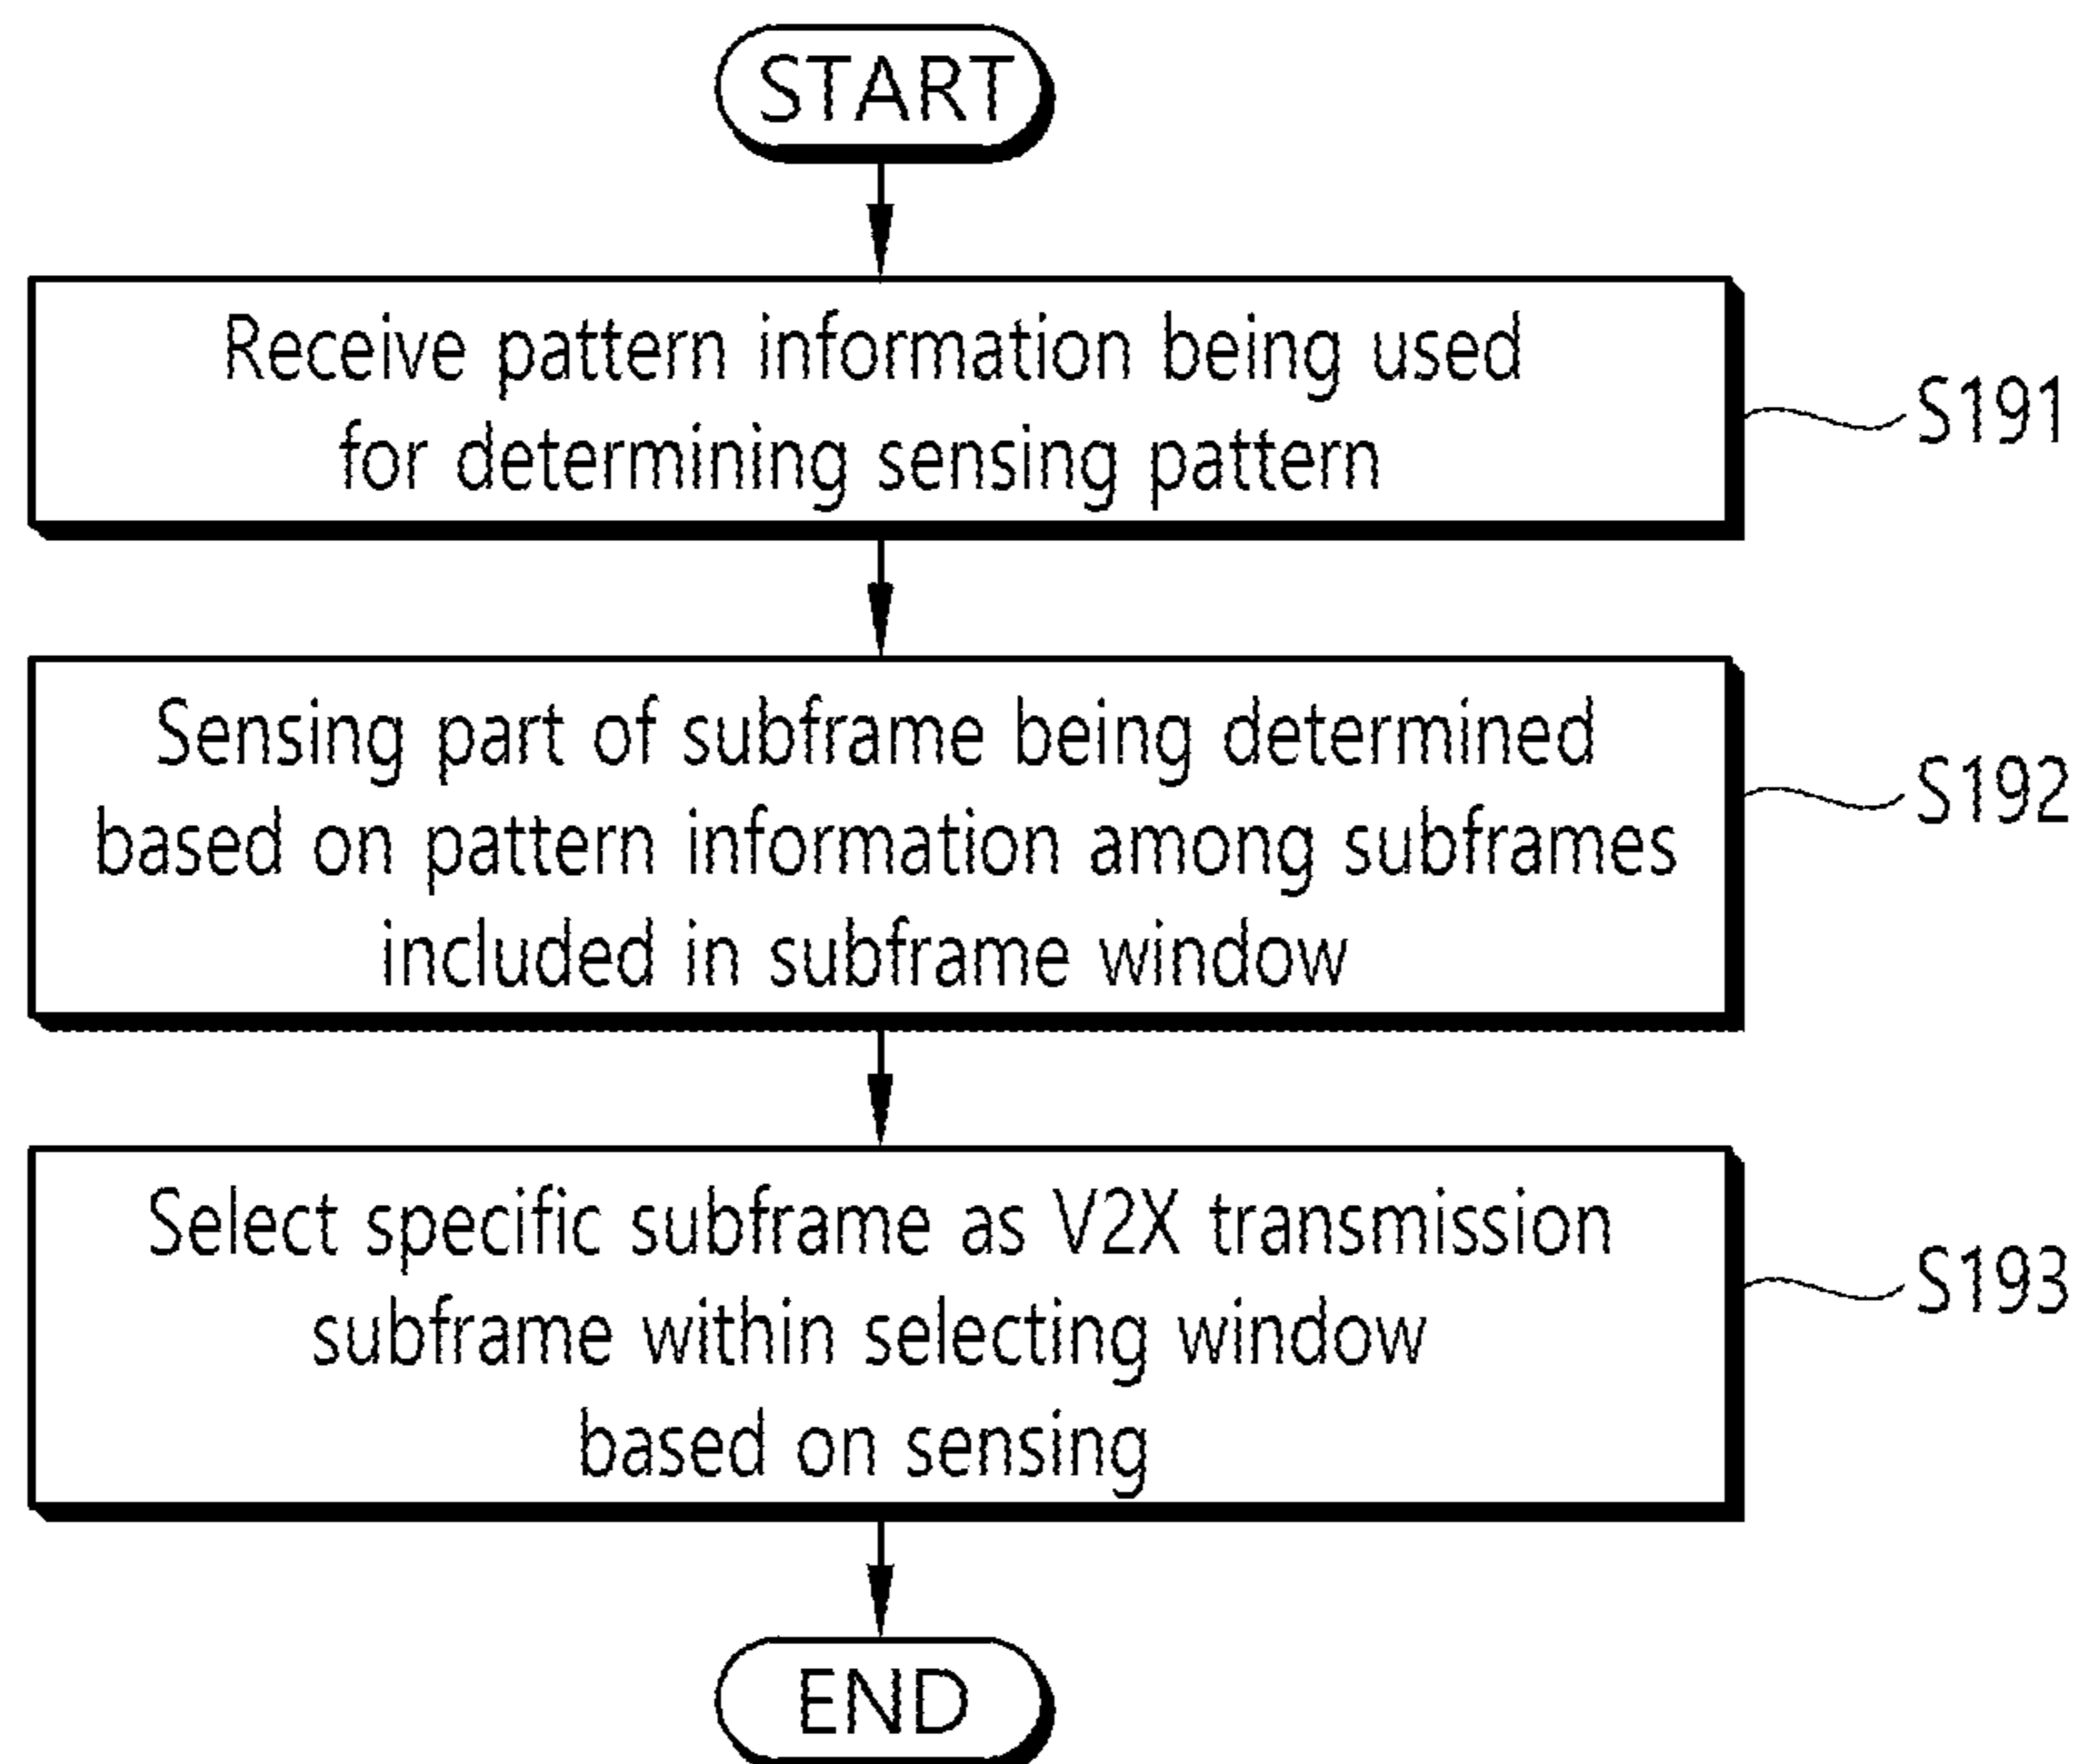 START
Receive pattern information being used
for determining sensing pattern
S191
Sensing part of subframe being determined
based on pattern information among subframes
included in subframe window
S192
Select specific subframe as V2X transmission
subframe within selecting window
based on sensing
S193
END